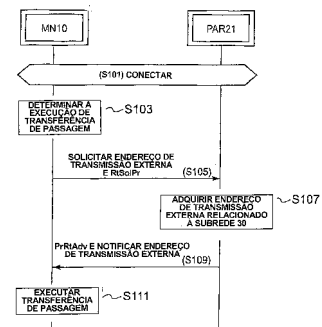 MN10
PAR21
(S101) CONECTAR
DETERMINAR A
EXECUÇÃO DE
TRANSFERÊNCIA
DE PASSAGEM
S103
SOLICITAR ENDEREÇO DE
TRANSMISSÃO EXTERNA
E RtSolPr
(S105)
ADQUIRIR ENDEREÇO
DE TRANSMISSÃO
EXTERNA RELACIONADO
À SUBREDE 30
S107
PrRtAdv E NOTIFICAR ENDEREÇO
DE TRANSMISSÃO EXTERNA
(S109)
EXECUTAR
TRANSFERÊNCIA
DE PASSAGEM
S111